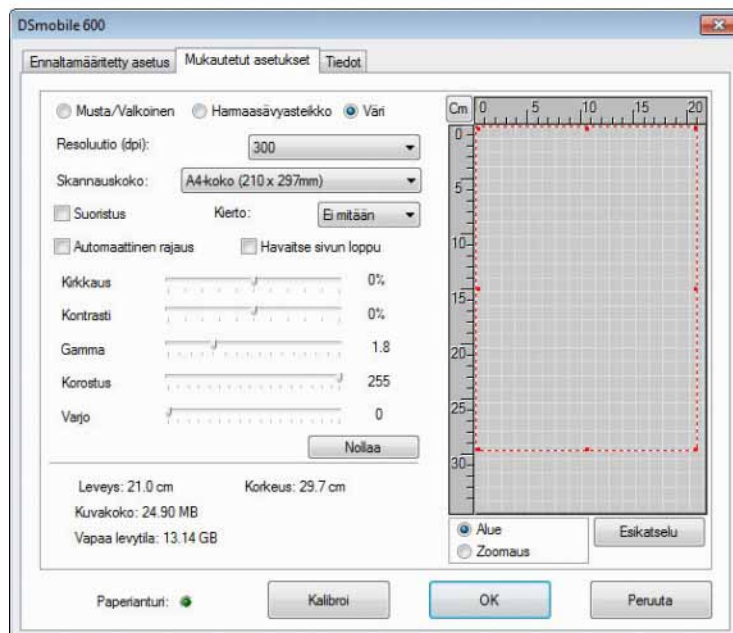 DSmobile 600
Ennaltamääritetty asetus Mukautetut asetukset Tiedot
Musta/Valkoinen Harmaasävyasteikko Väri
Resoluutio (dpi): 300
Skannauskoko: A4-koko (210 x 297mm)
Suoristus Kierto: Ei mitään
Automaattinen rajaus Havaitse sivun loppu
Kirkkaus 0%
Kontrasti 0%
Gamma 1.8
Korostus 255
Varjo 0
Nollaa
Leveys: 21.0 cm Korkeus: 29.7 cm
Kuvakoko: 24.90 MB
Vapaa levytila: 13.14 GB
Cm 0 5 10 15 20
0
5
10
15
20
25
30
Alue
Zoomaus
Esikatselu
Paperianturi: Kalibroi OK Peruuta